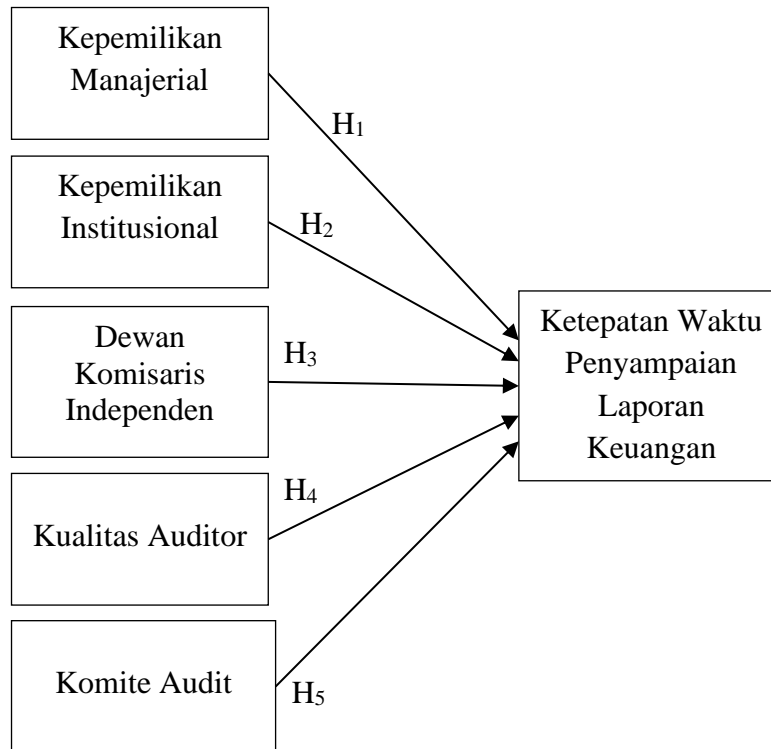 Kepemilikan
Manajerial
H₁
Kepemilikan
Institusional
H₂
Dewan
Komisaris
Independen
H₃
Ketepatan Waktu
Penyampaian
Laporan
Keuangan
Kualitas Auditor
H₄
Komite Audit
H₅